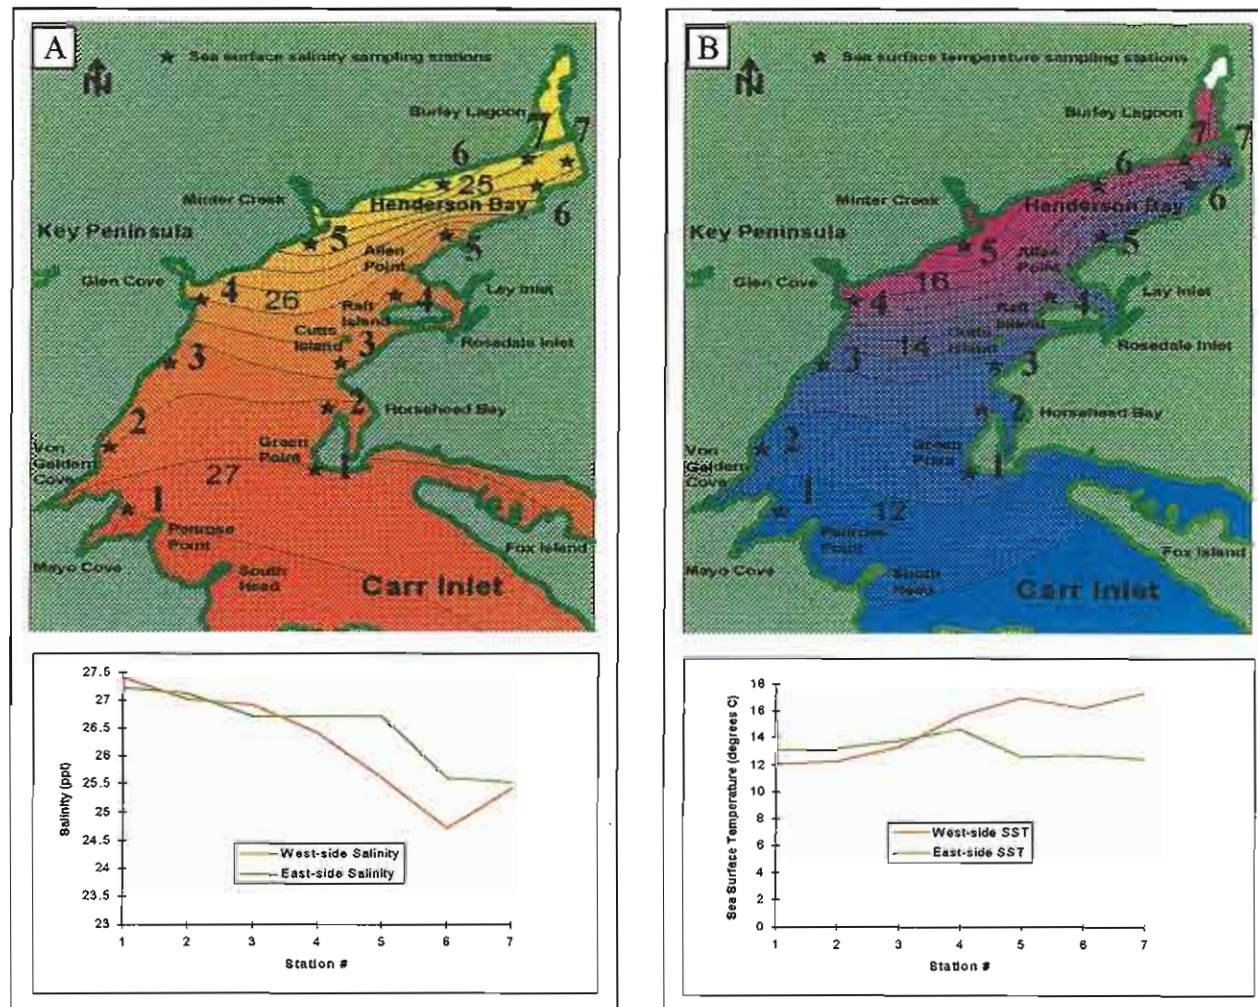 A
Sea surface salinity sampling stations
N
Burley Lagoon
7 7
6
25
Minter Creek
Henderson Bay
6
Key Peninsula
5
Allen Point
5
Glen Cove
4
26
Raft Island
4
Lay Inlet
Cutts Island
3
Rosedale Inlet
3
2
2
Horsehead Bay
Von Geldern Cove
Green Point
1
27
1
Penrose Point
Fox Island
Mayo Cove
South Head
Carr Inlet
27.5
27
26.5
26
25.5
25
24.5
24
23.5
23
Salinity (ppt)
West-side Salinity
East-side Salinity
1 2 3 4 5 6 7
Station #
B
Sea surface temperature sampling stations
N
Burley Lagoon
7 7
6
Minter Creek
Henderson Bay
6
Key Peninsula
5
Allen Point
5
Glen Cove
4
16
Raft Island
4
Lay Inlet
14
Cutts Island
Rosedale Inlet
3
3
2
2
Horsehead Bay
Von Geldern Cove
Green Point
1
1
12
Penrose Point
Fox Island
Mayo Cove
South Head
Carr Inlet
18
16
14
12
10
8
6
4
2
0
Sea Surface Temperature (degrees C)
West-side SST
East-side SST
1 2 3 4 5 6 7
Station #